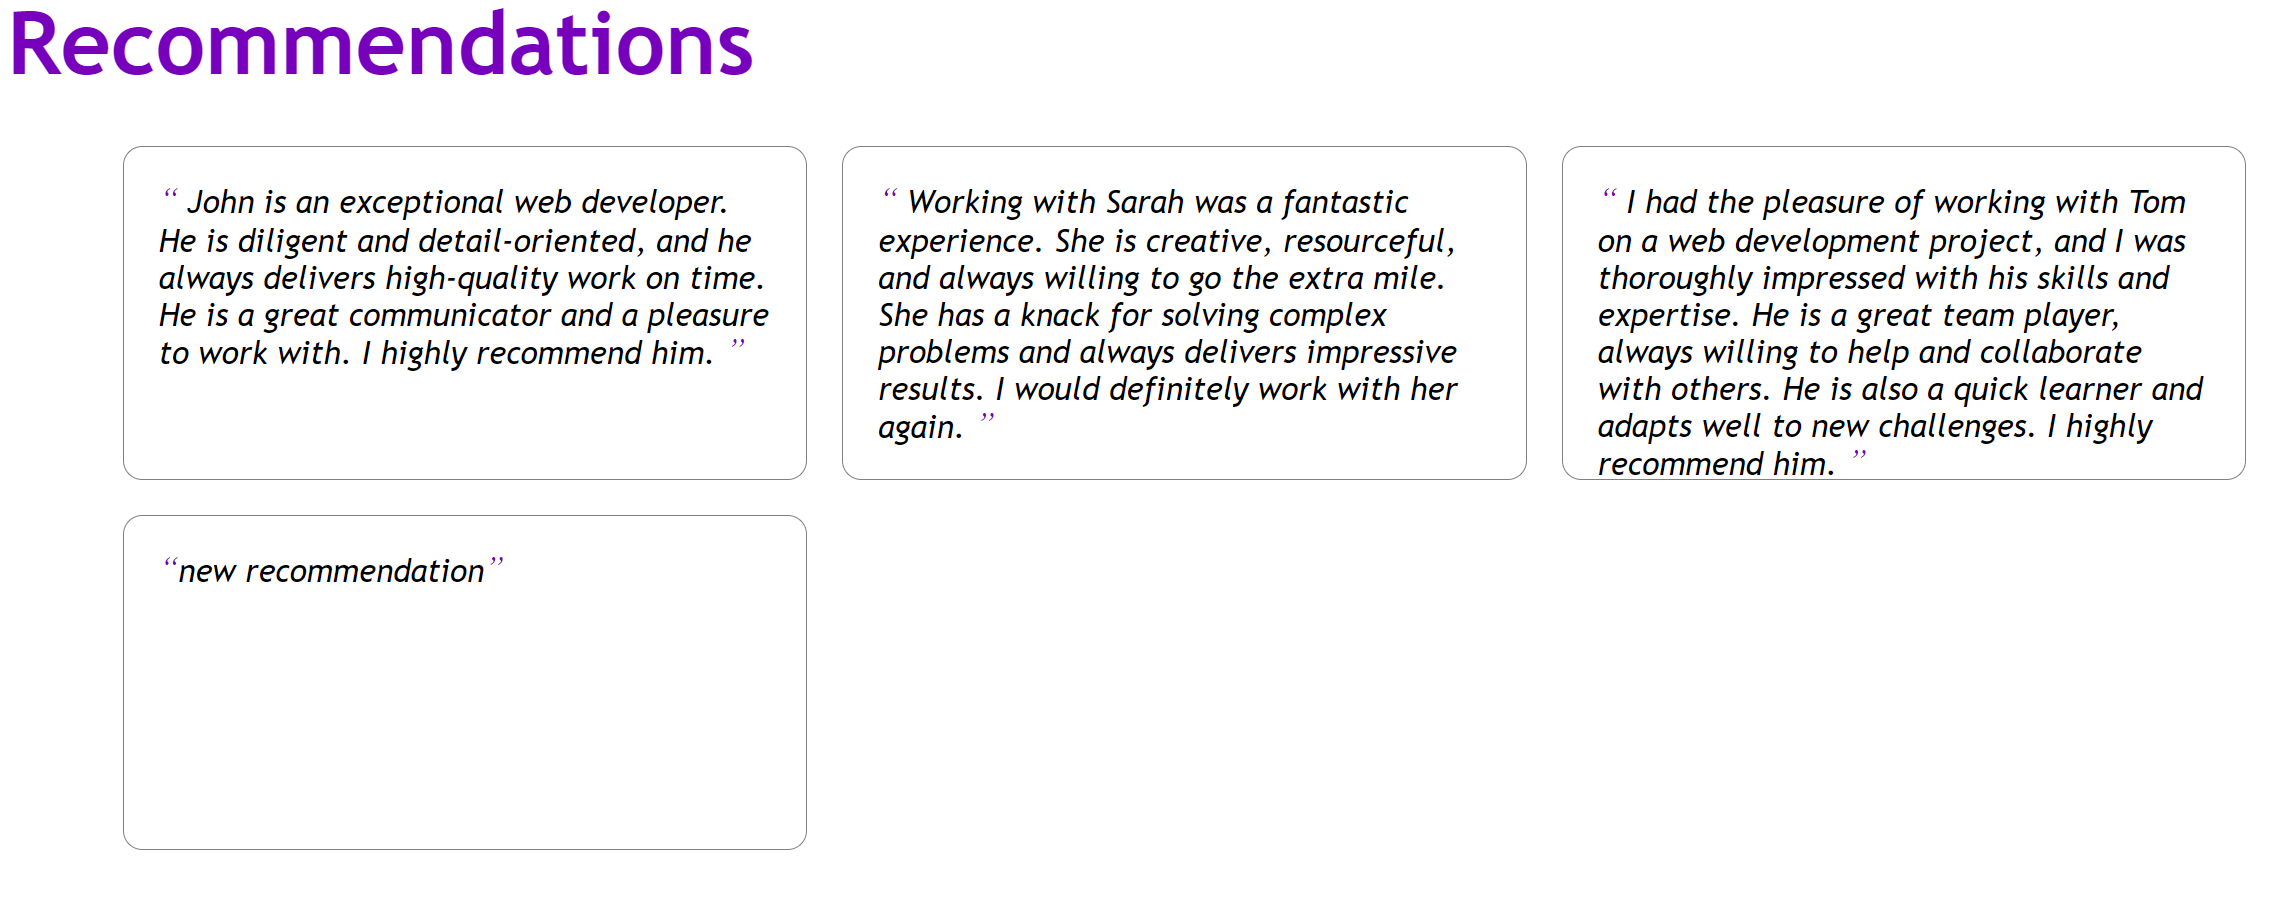 Recommendations
“ John is an exceptional web developer.
He is diligent and detail-oriented, and he
always delivers high-quality work on time.
He is a great communicator and a pleasure
to work with. I highly recommend him. ”
“ Working with Sarah was a fantastic
experience. She is creative, resourceful,
and always willing to go the extra mile.
She has a knack for solving complex
problems and always delivers impressive
results. I would definitely work with her
again. ”
“ I had the pleasure of working with Tom
on a web development project, and I was
thoroughly impressed with his skills and
expertise. He is a great team player,
always willing to help and collaborate
with others. He is also a quick learner and
adapts well to new challenges. I highly
recommend him. ”
“new recommendation”